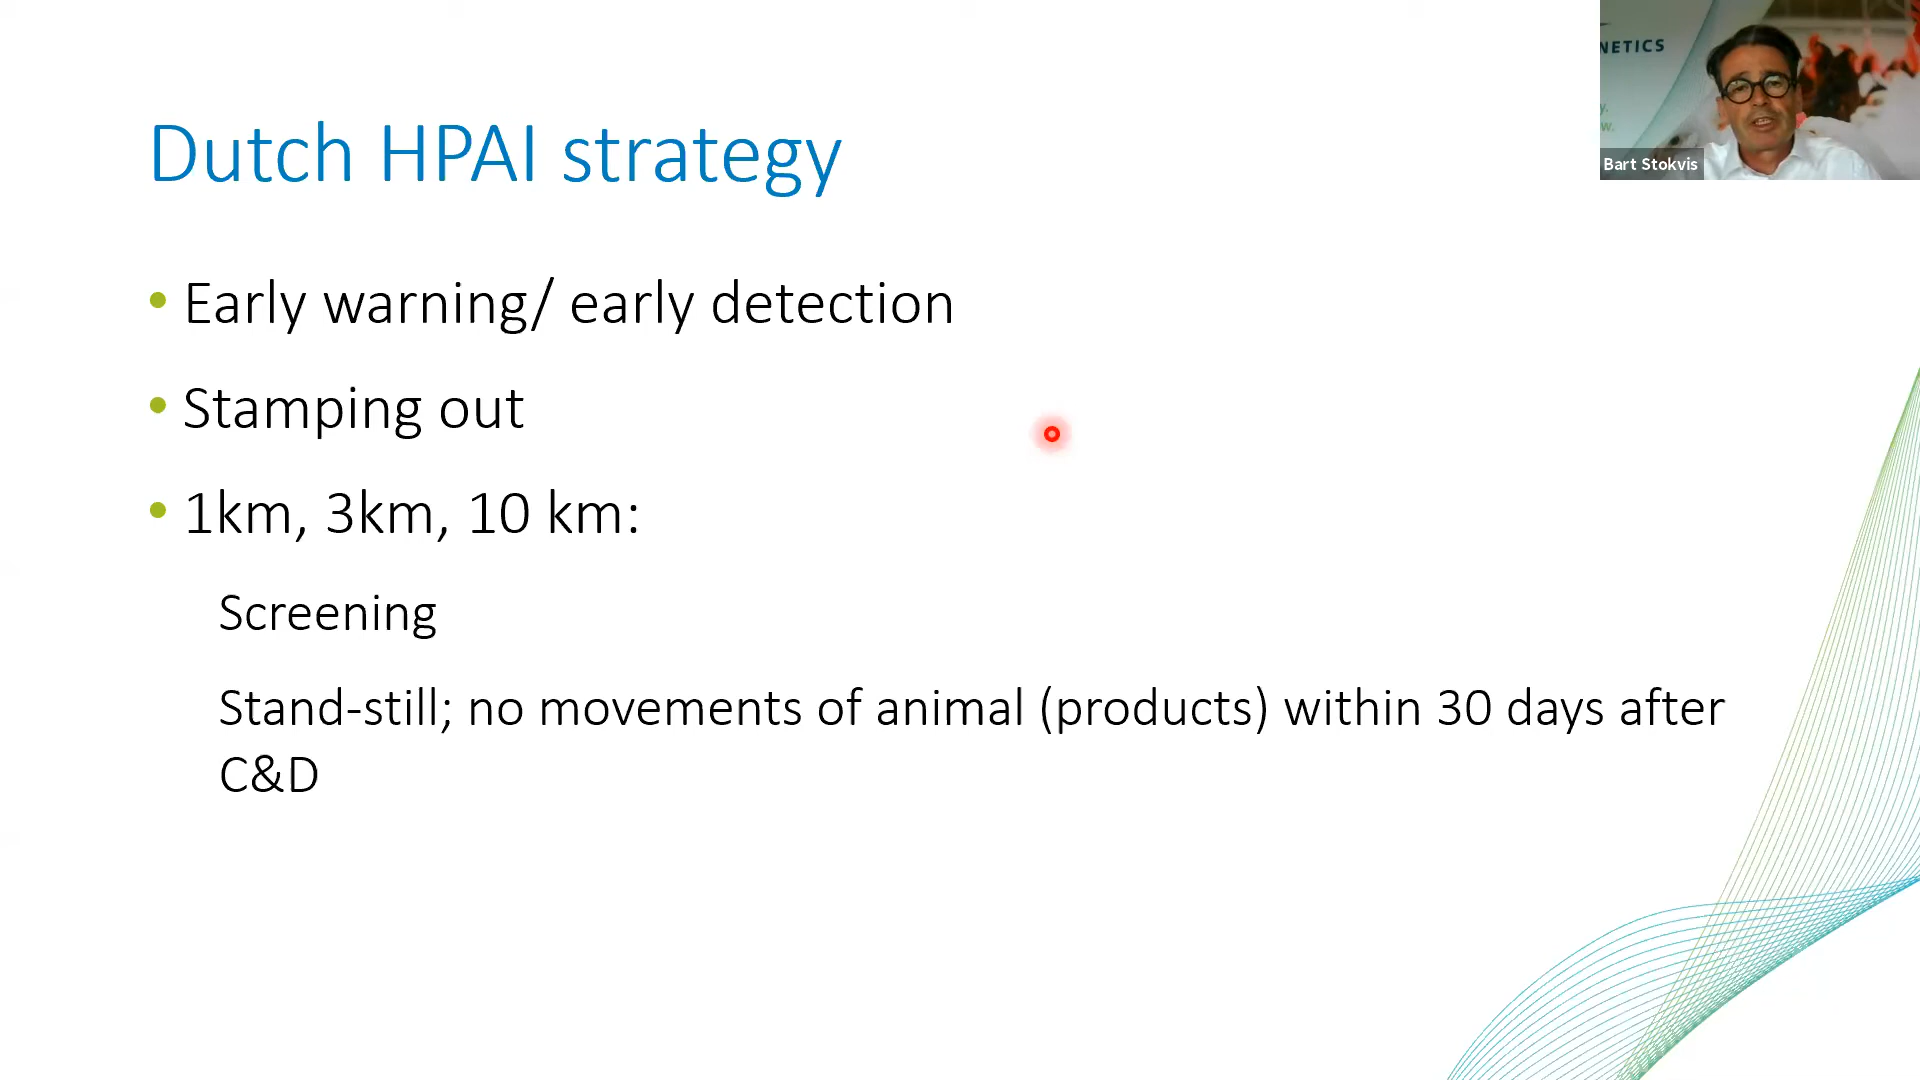 Dutch HPAI strategy
• Early warning/ early detection
• Stamping out
• 1km, 3km, 10 km:
Screening
Stand-still; no movements of animal (products) within 30 days after
C&D
NETICS
y.
w.
Bart Stokvis